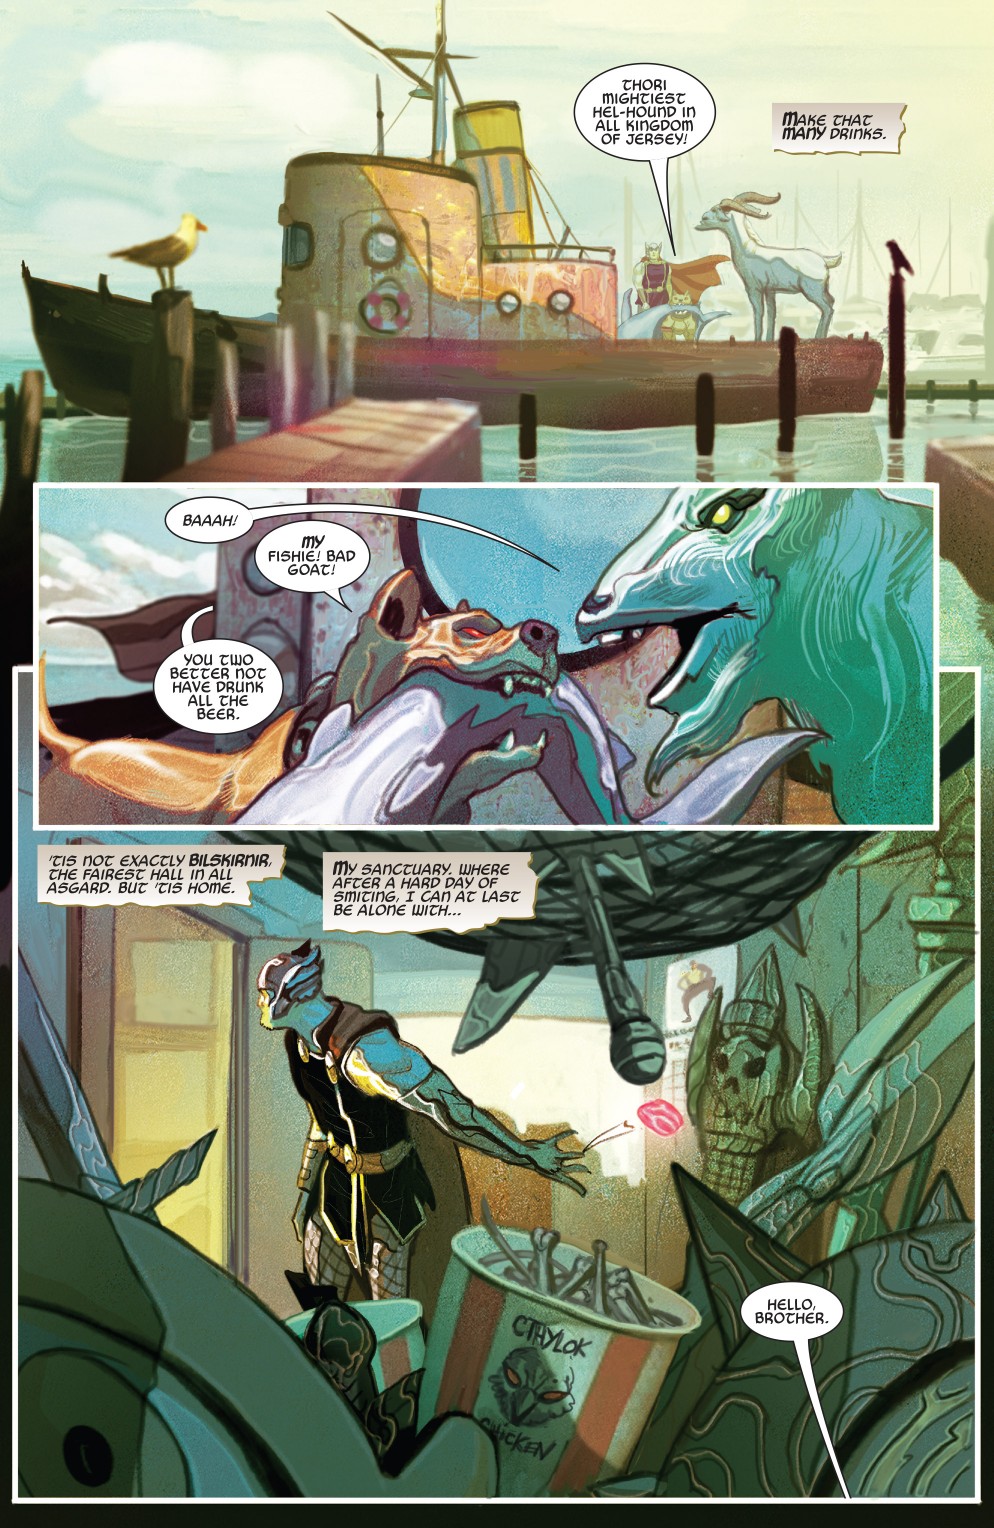 THORI
MIGHTIEST
HEL-HOUND IN
ALL KINGDOM
OF JERSEY!
MAKE THAT
MANY DRINKS.
BAAAH!
MY
FISHIE! BAD
GOAT!
YOU TWO
BETTER NOT
HAVE DRUNK
ALL THE
BEER.
'TIS NOT EXACTLY BILSKIRNIR,
THE FAIREST HALL IN ALL
ASGARD. BUT 'TIS HOME.
MY SANCTUARY. WHERE
AFTER A HARD DAY OF
SMITING, I CAN AT LAST
BE ALONE WITH...
CTHYLOK
CHICKEN
HELLO,
BROTHER.